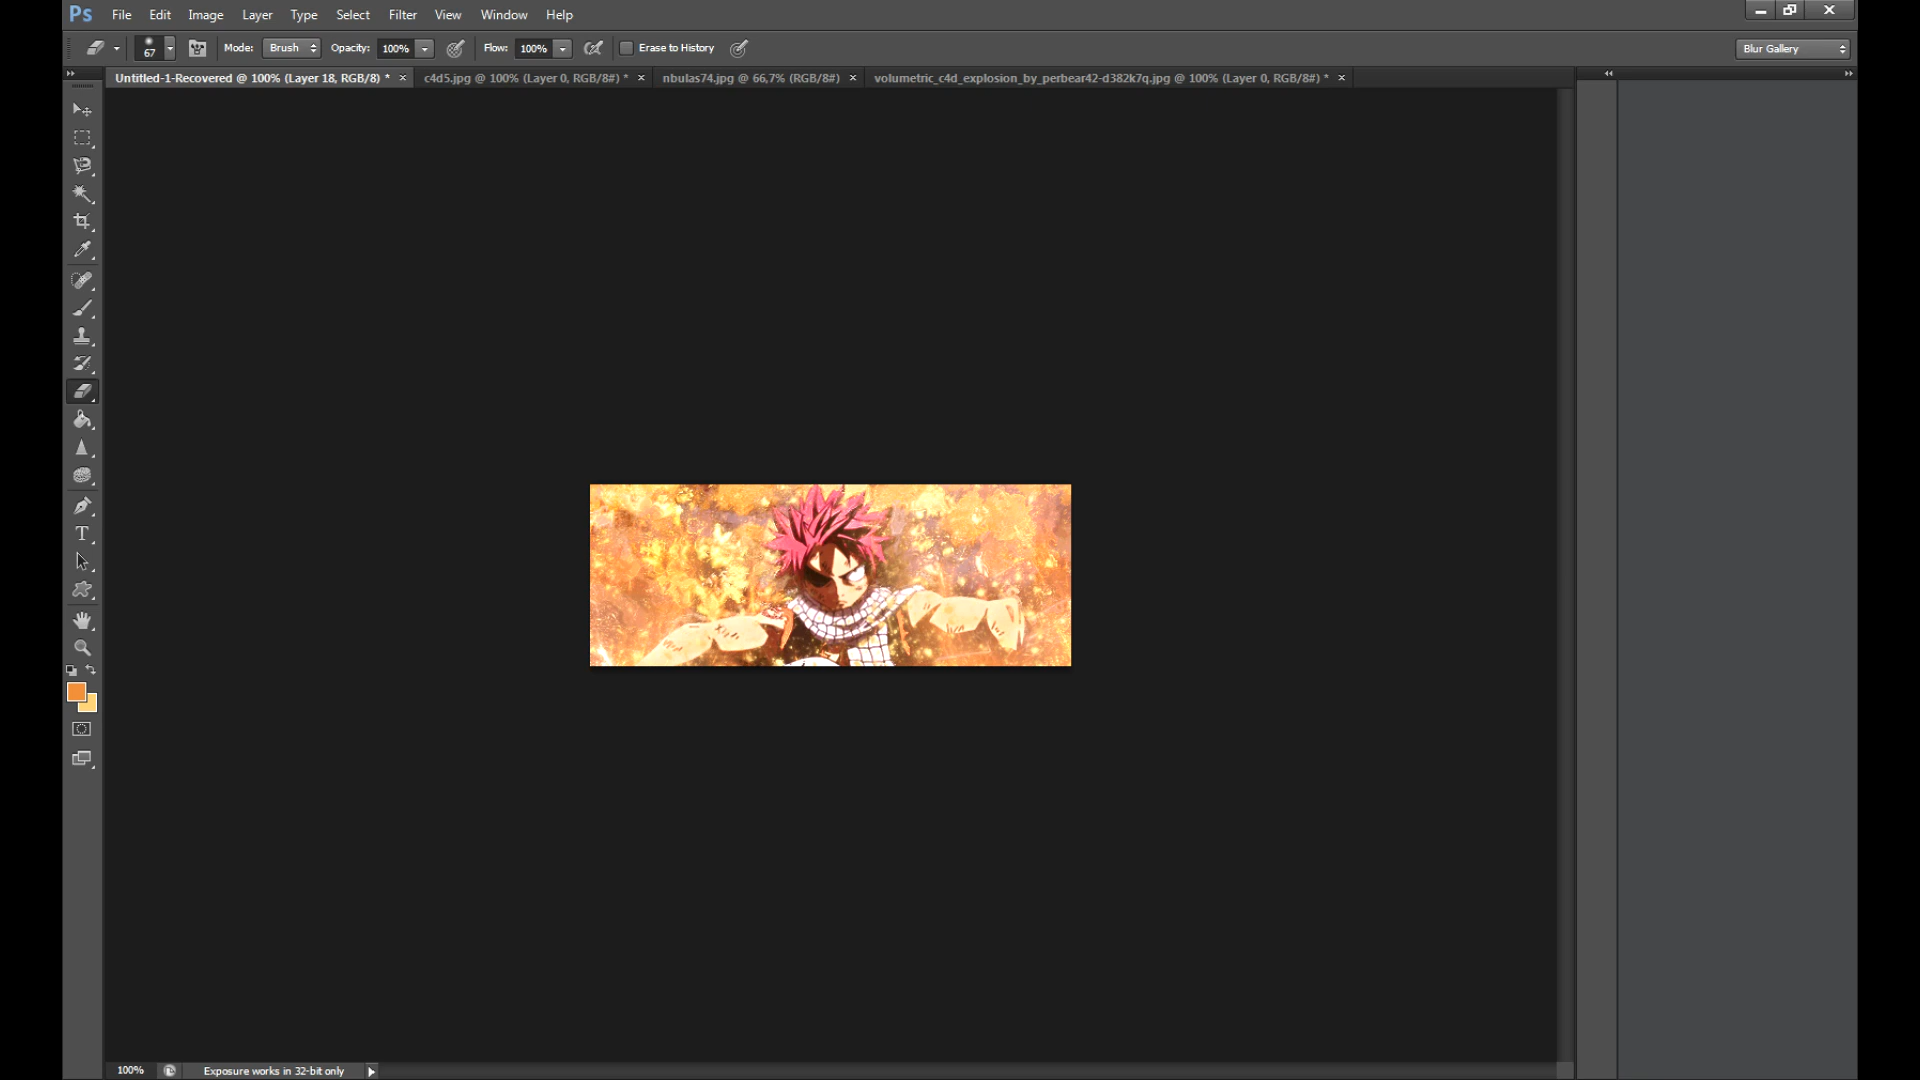 Ps File Edit Image Layer Type Select Filter View Window Help
67 Mode: Brush Opacity: 100% Flow: 100% Erase to History Blur Gallery
Untitled-1-Recovered @ 100% (Layer 18, RGB/8) * × c4d5.jpg @ 100% (Layer 0, RGB/8#) * × nbulas74.jpg @ 66,7% (RGB/8#) × volumetric_c4d_explosion_by_perbear42-d382k7q.jpg @ 100% (Layer 0, RGB/8#) * ×
T
100% Exposure works in 32-bit only